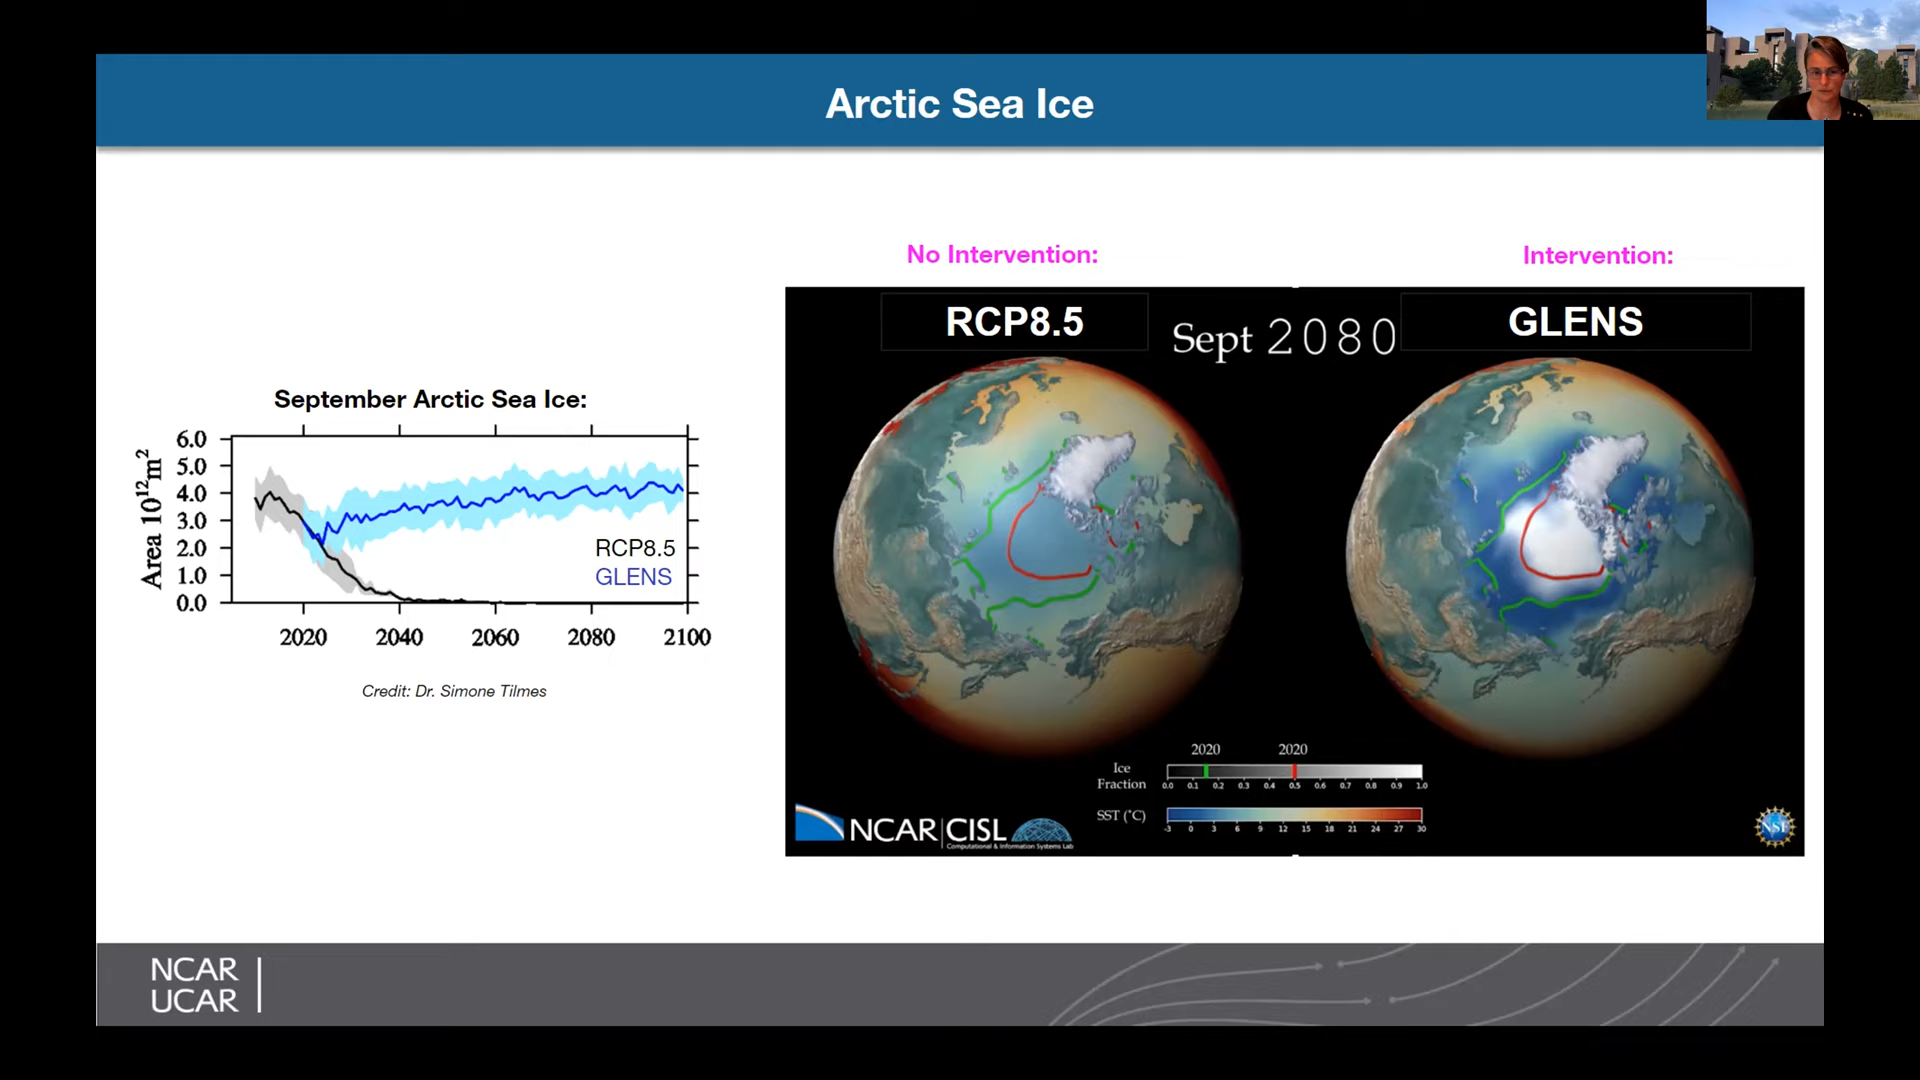 Arctic Sea Ice
No Intervention:
Intervention:
RCP8.5
Sept 2080
GLENS
September Arctic Sea Ice:
Area 10¹²m²
6.0
5.0
4.0
3.0
2.0
1.0
0.0
RCP8.5
GLENS
2020 2040 2060 2080 2100
Credit: Dr. Simone Tilmes
2020 2020
Ice Fraction
0.0 0.1 0.2 0.3 0.4 0.5 0.6 0.7 0.8 0.9 1.0
SST (°C)
-3 0 3 6 9 12 15 18 21 24 27 30
NCAR CISL
Computational & Information Systems Lab
NSF
NCAR
UCAR